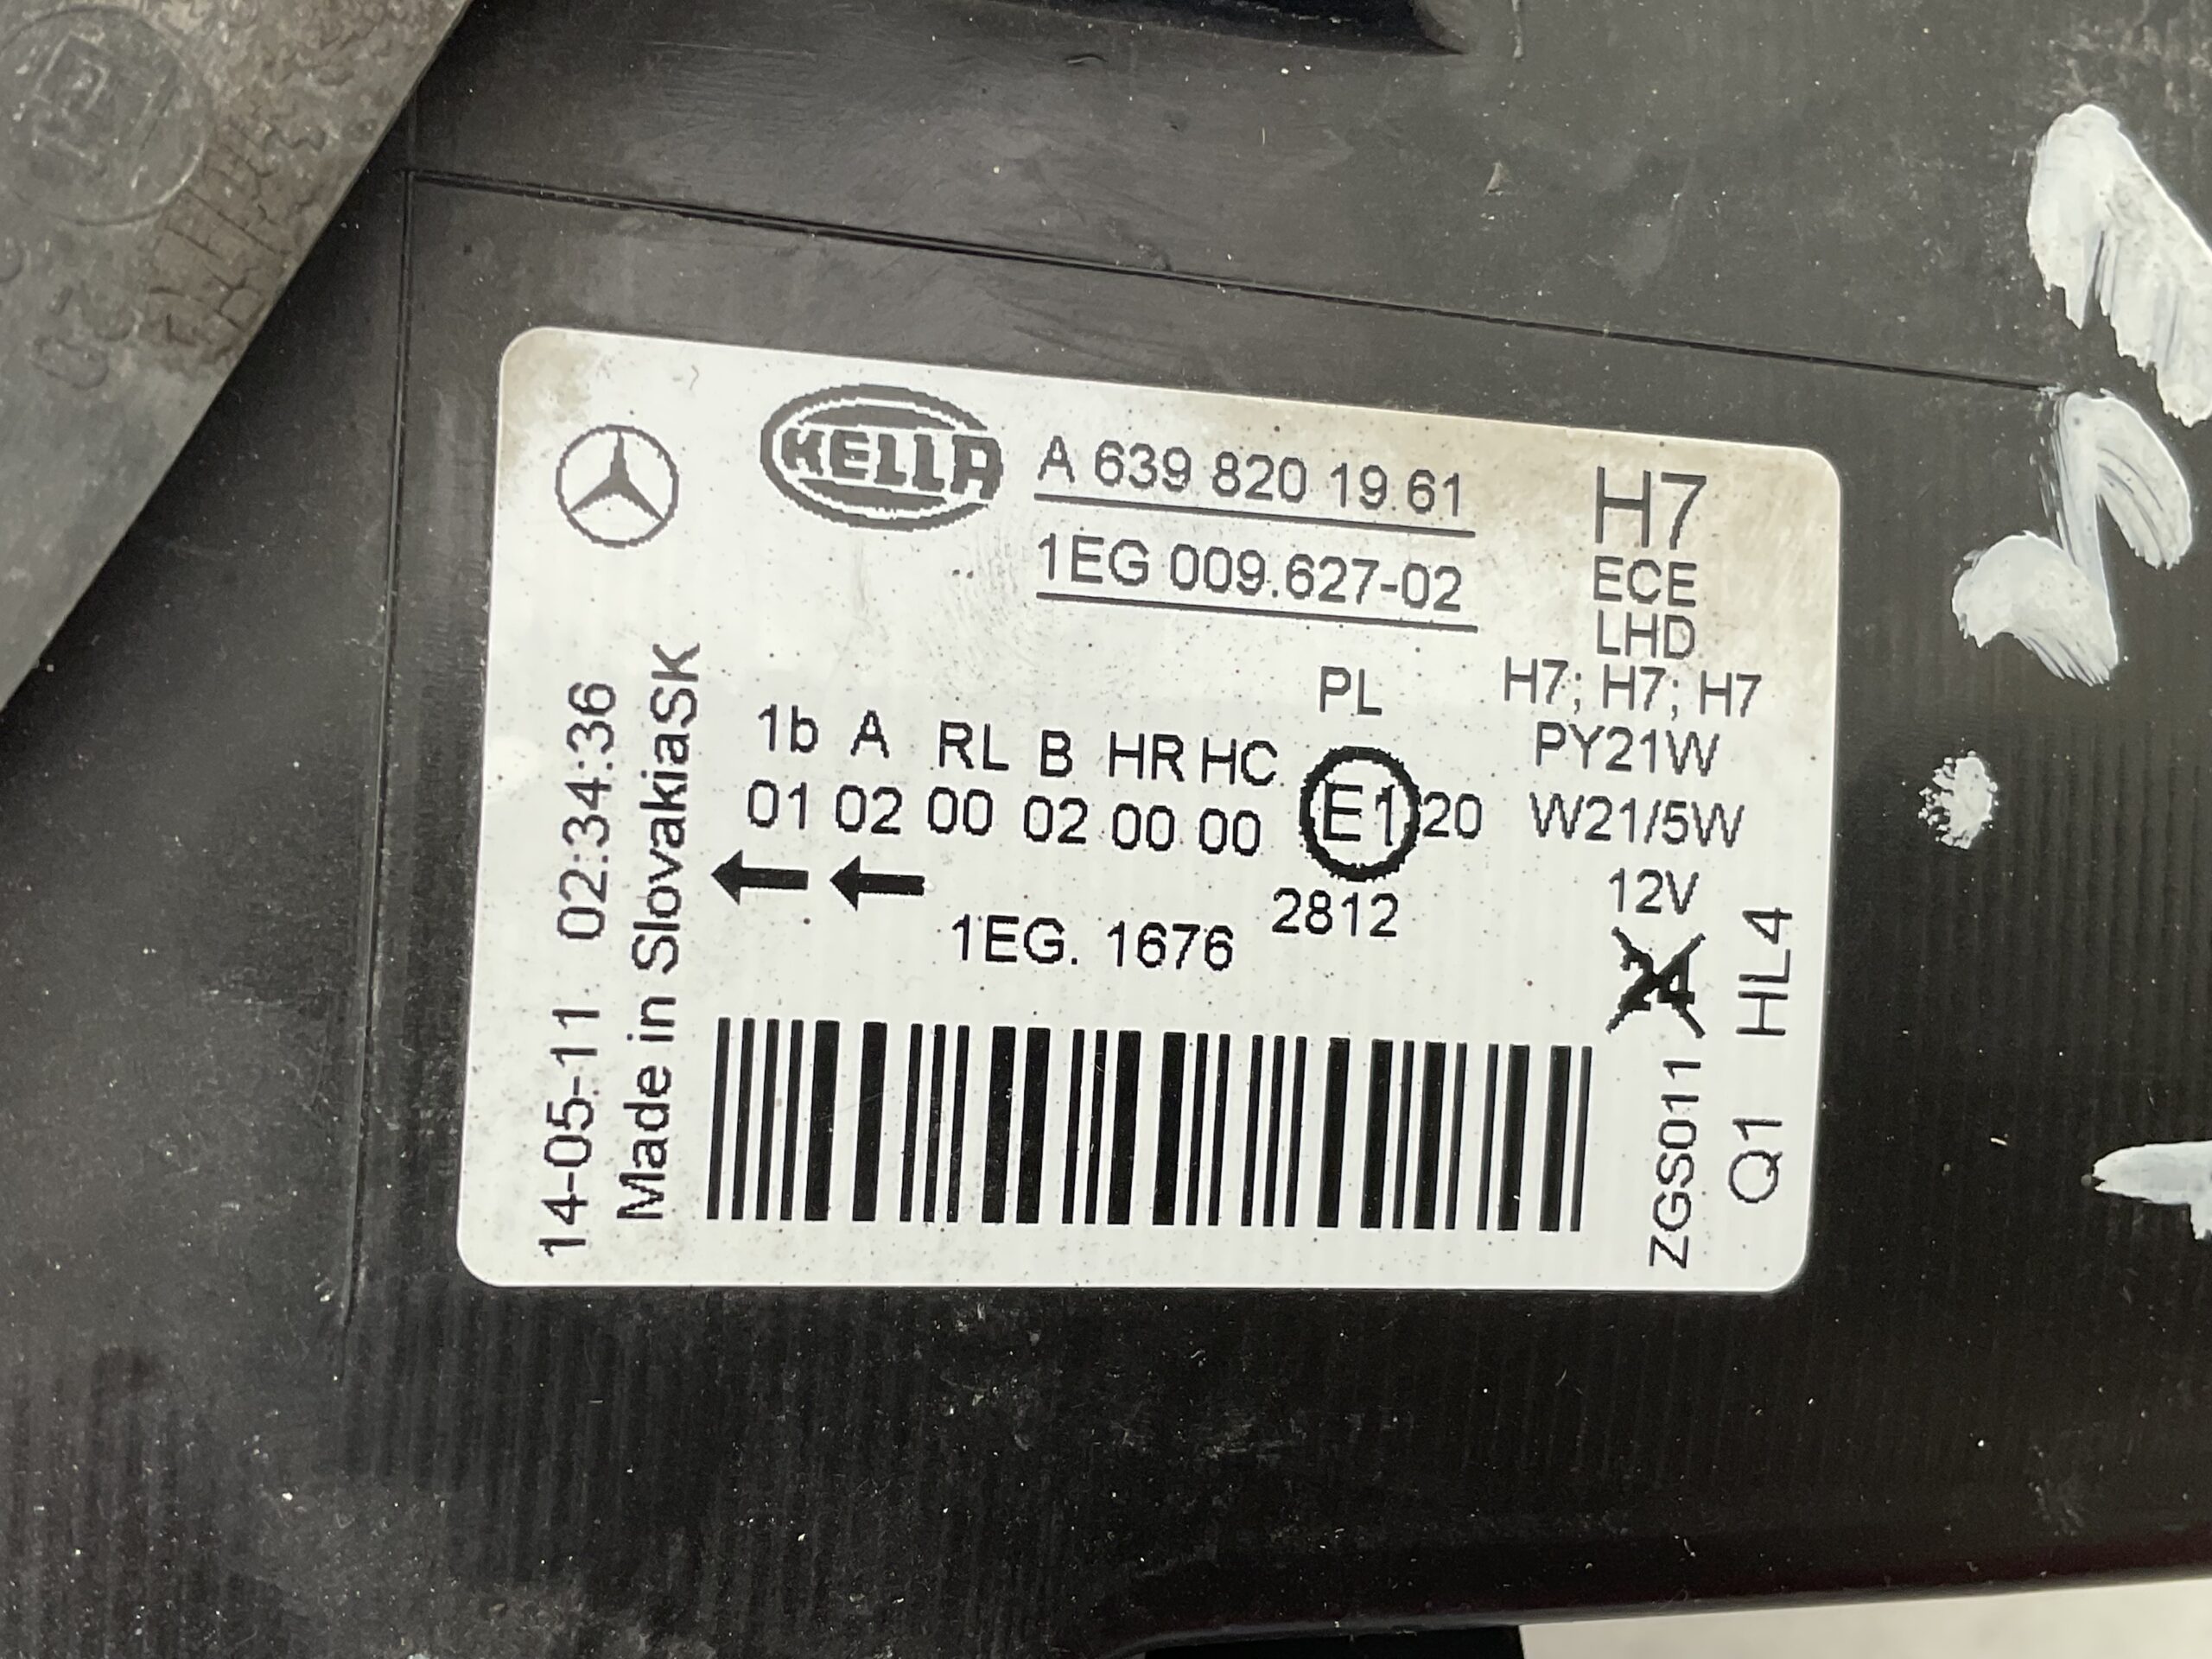 HELLA
A 639 820 19 61
1EG 009.627-02
H7
ECE
LHD
H7; H7; H7
PY21W
W21/5W
12V
24
PL
1b A RL B HR HC
01 02 00 02 00 00 E1 20
2812
1EG. 1676
14-05-11 02:34:36
Made in SlovakiaSK
ZGS011
Q1 HL4